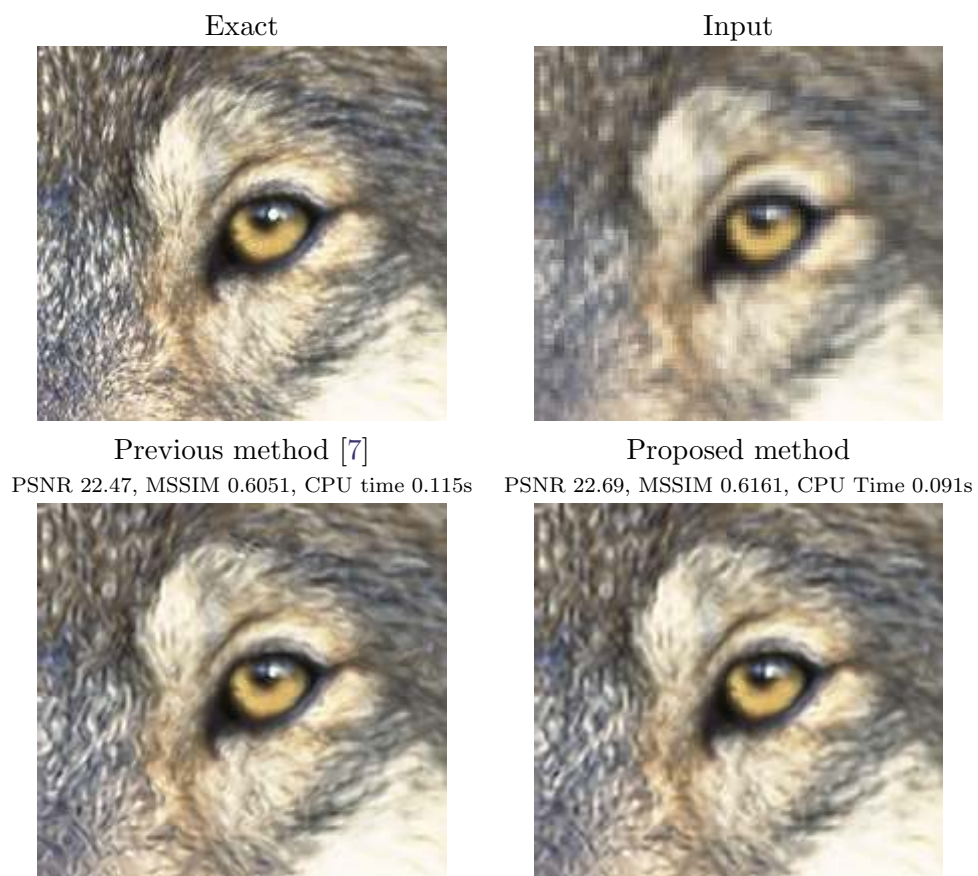 Exact
Input
Previous method [7]
Proposed method
PSNR 22.47, MSSIM 0.6051, CPU time 0.115s
PSNR 22.69, MSSIM 0.6161, CPU Time 0.091s